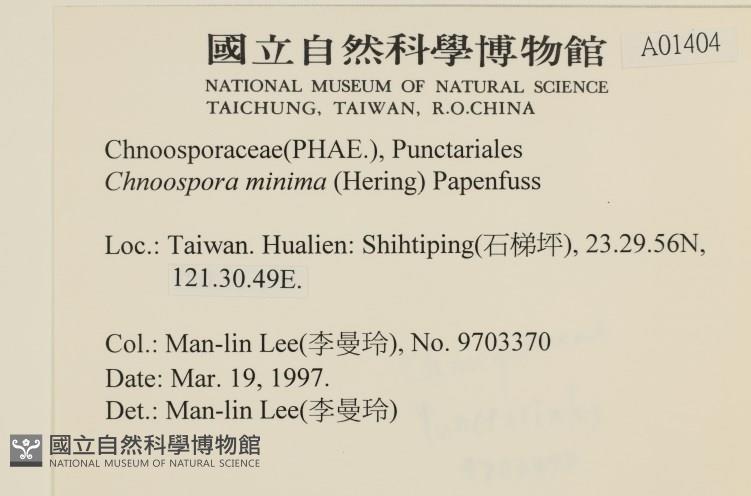 國立自然科學博物館
A01404
NATIONAL MUSEUM OF NATURAL SCIENCE
TAICHUNG, TAIWAN, R.O.CHINA
Chnoosporaceae(PHAE.), Punctariales
Chnoospora minima (Hering) Papenfuss
Loc.: Taiwan. Hualien: Shihtiping(石梯坪), 23.29.56N,
121.30.49E.
Col.: Man-lin Lee(李曼玲), No. 9703370
Date: Mar. 19, 1997.
Det.: Man-lin Lee(李曼玲)
國立自然科學博物館
NATIONAL MUSEUM OF NATURAL SCIENCE